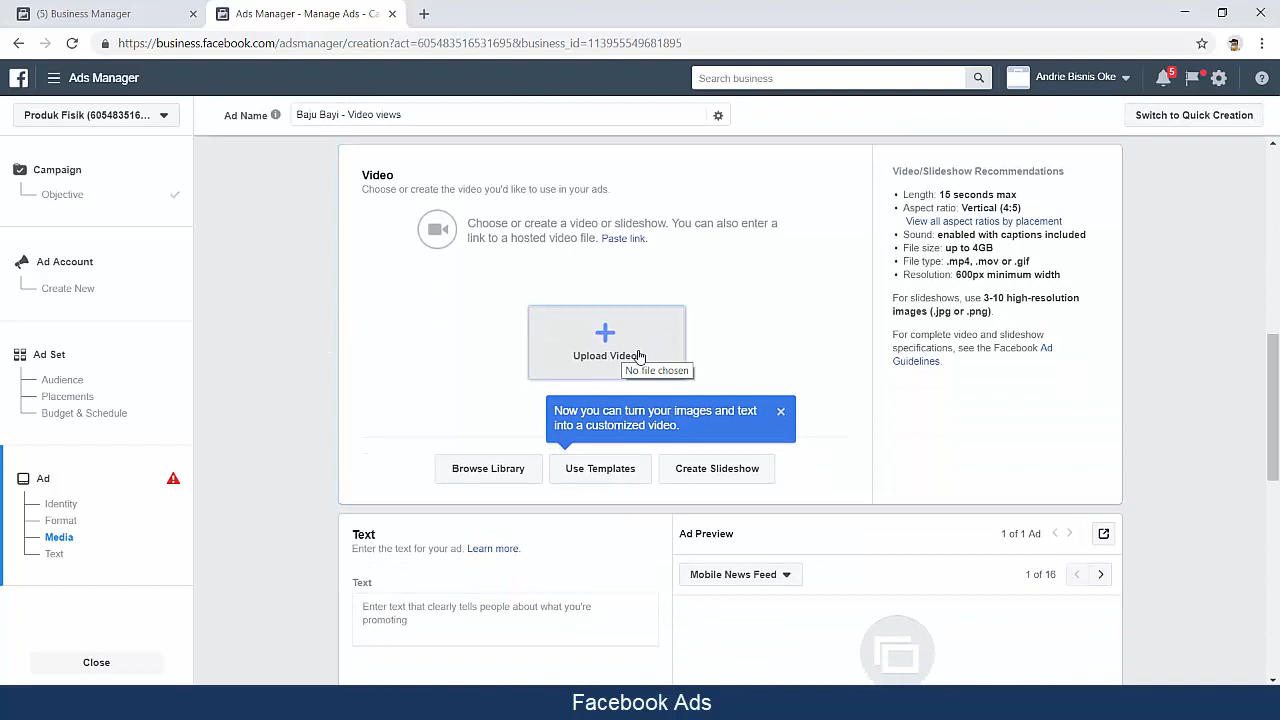 (5) Business Manager
Ads Manager - Manage Ads - Ca
https://business.facebook.com/adsmanager/creation?act=6054835165316958&business_id=113955549681895
Ads Manager
Search business
Andrie Bisnis Oke
5
Produk Fisik (605483516...
Ad Name
Baju Bayi - Video views
Switch to Quick Creation
Campaign
Objective
Ad Account
Create New
Ad Set
Audience
Placements
Budget & Schedule
Ad
Identity
Format
Media
Text
Close
Video
Choose or create the video you'd like to use in your ads.
Choose or create a video or slideshow. You can also enter a
link to a hosted video file. Paste link.
Upload Video
No file chosen
Now you can turn your images and text
into a customized video.
Browse Library
Use Templates
Create Slideshow
Video/Slideshow Recommendations
• Length: 15 seconds max
• Aspect ratio: Vertical (4:5)
View all aspect ratios by placement
• Sound: enabled with captions included
• File size: up to 4GB
• File type: .mp4, .mov or .gif
• Resolution: 600px minimum width
For slideshows, use 3-10 high-resolution
images (.jpg or .png).
For complete video and slideshow
specifications, see the Facebook Ad
Guidelines.
Text
Enter the text for your ad. Learn more.
Text
Enter text that clearly tells people about what you're
promoting
Ad Preview
1 of 1 Ad
Mobile News Feed
1 of 16
Facebook Ads